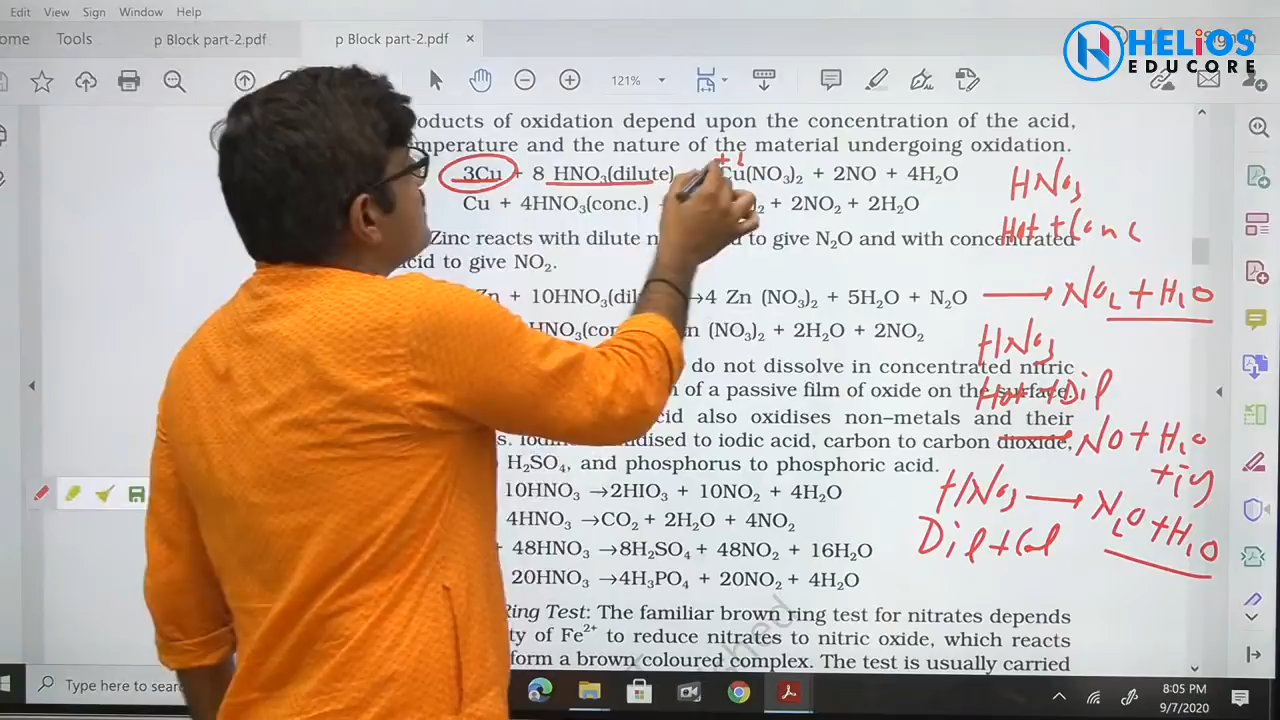 Edit View Sign Window Help
HELIOS
EDUCORE
ome Tools p Block part-2.pdf p Block part-2.pdf ×
121%
oducts of oxidation depend upon the concentration of the acid,
mperature and the nature of the material undergoing oxidation.
3Cu + 8 HNO₃(dilute) Cu(NO₃)₂ + 2NO + 4H₂O
+2
Cu + 4HNO₃(conc.) ₂ + 2NO₂ + 2H₂O
Zinc reacts with dilute n to give N₂O and with concentrated
cid to give NO₂.
Zn + 10HNO₃(dil →4 Zn (NO₃)₂ + 5H₂O + N₂O
HNO₃(co n (NO₃)₂ + 2H₂O + 2NO₂
do not dissolve in concentrated nitric
n of a passive film of oxide on the surface.
cid also oxidises non-metals and their
s. Iodin idised to iodic acid, carbon to carbon dioxide,
H₂SO₄, and phosphorus to phosphoric acid.
10HNO₃ →2HIO₃ + 10NO₂ + 4H₂O
4HNO₃ →CO₂ + 2H₂O + 4NO₂
+ 48HNO₃ →8H₂SO₄ + 48NO₂ + 16H₂O
20HNO₃ →4H₃PO₄ + 20NO₂ + 4H₂O
Ring Test: The familiar brown ring test for nitrates depends
ty of Fe²⁺ to reduce nitrates to nitric oxide, which reacts
form a brown coloured complex. The test is usually carried
HNO₃
Hot + Conc
→ NO₂ + H₂O
HNO₃
Hot + Dil
NO + H₂O
HNO₃ → N₂O + H₂O
Dil + Col
Type here to searc
8:05 PM
9/7/2020